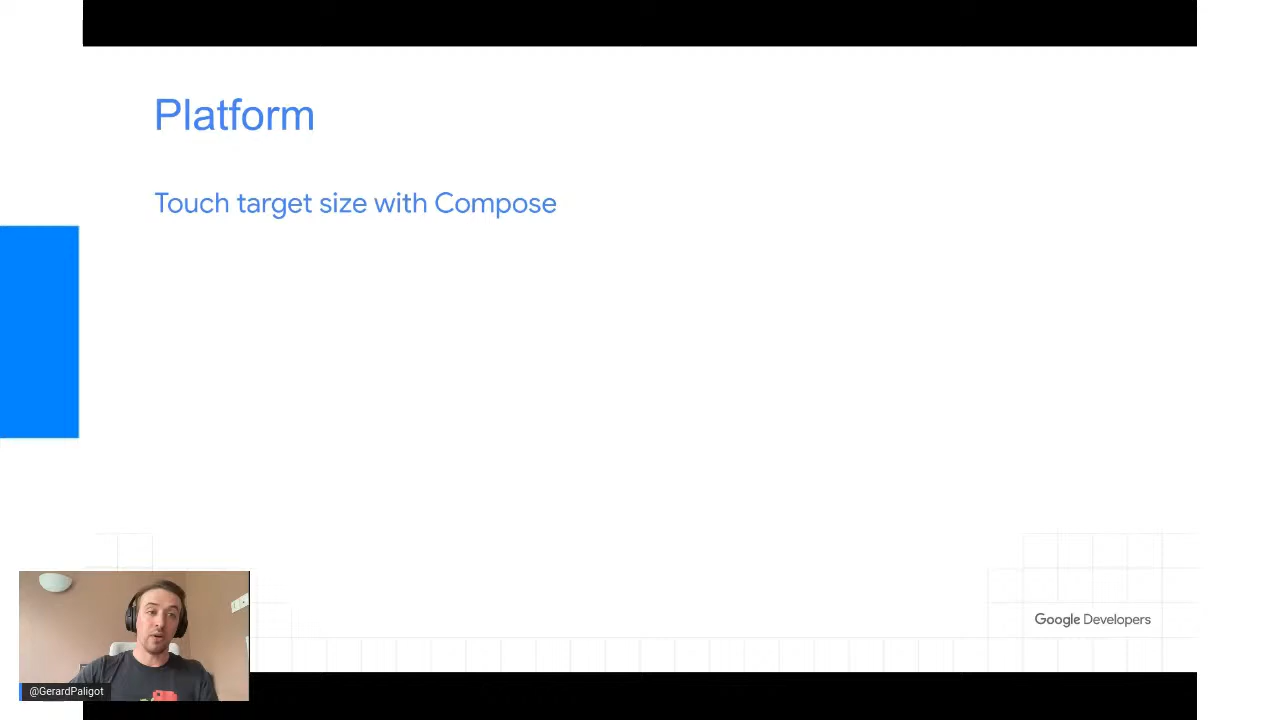 Platform
Touch target size with Compose
Google Developers
@GerardPaligot